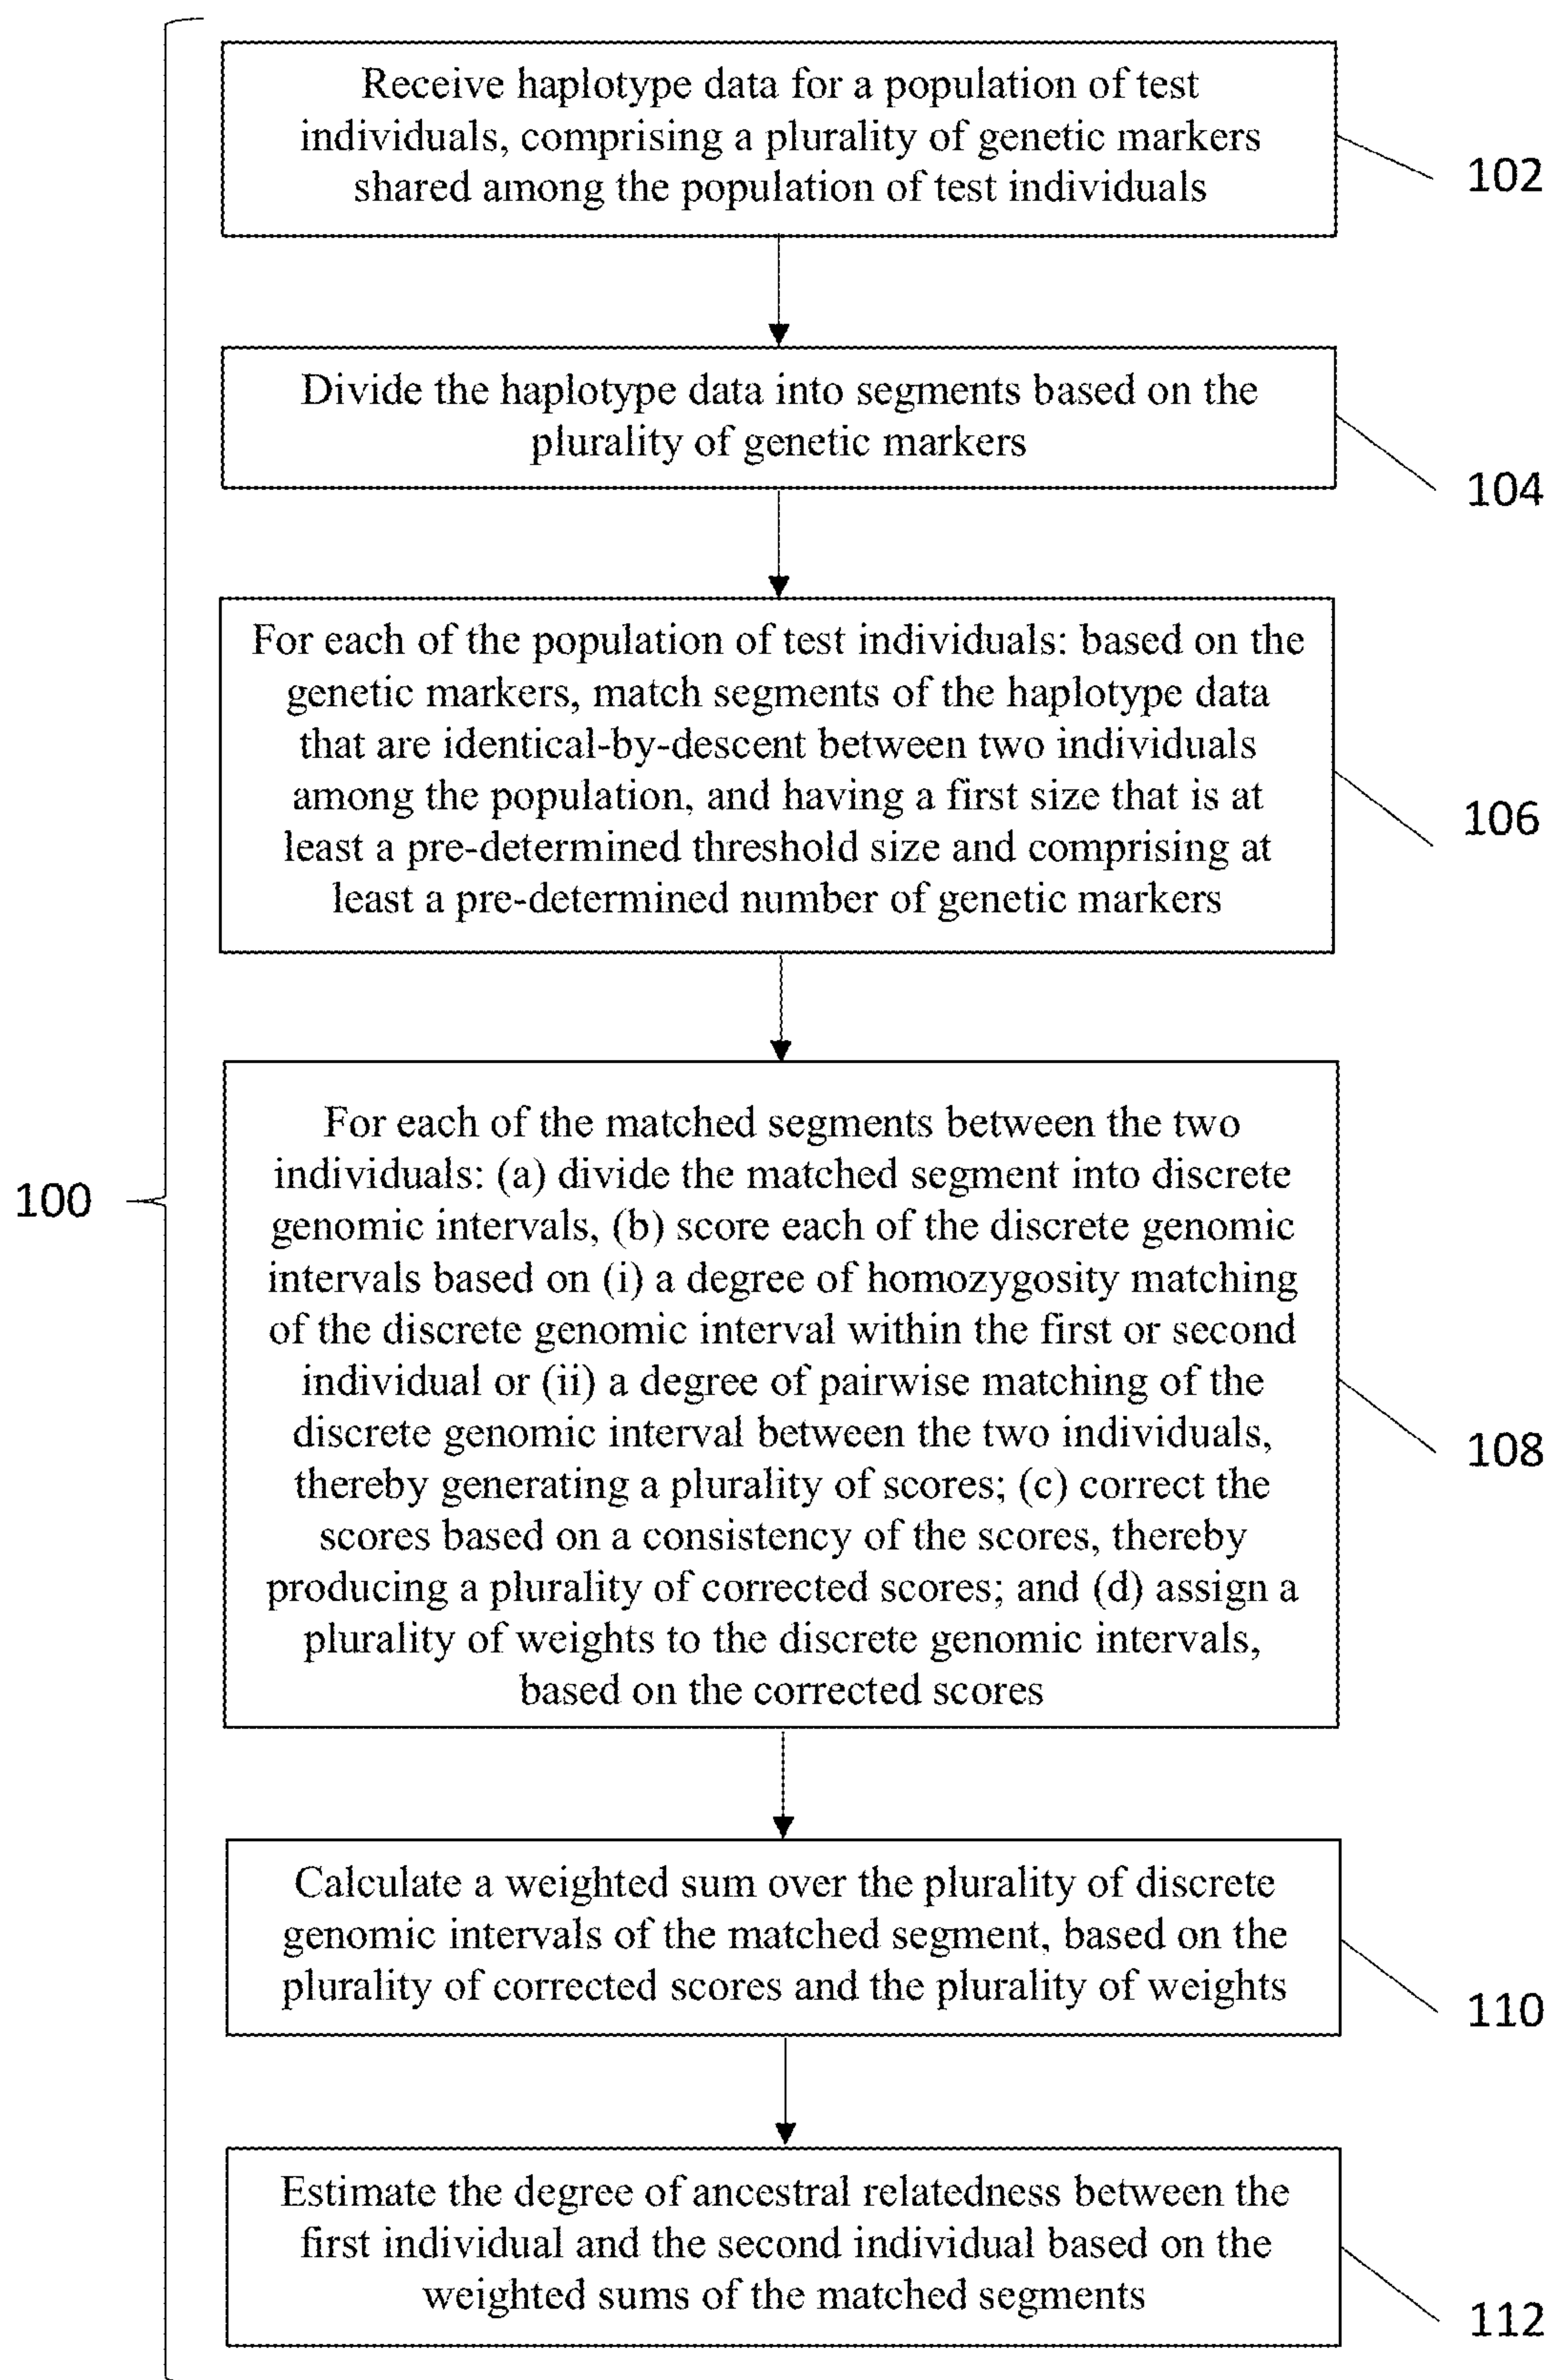 Receive haplotype data for a population of test
individuals, comprising a plurality of genetic markers
shared among the population of test individuals
102
Divide the haplotype data into segments based on the
plurality of genetic markers
104
For each of the population of test individuals: based on the
genetic markers, match segments of the haplotype data
that are identical-by-descent between two individuals
among the population, and having a first size that is at
least a pre-determined threshold size and comprising at
least a pre-determined number of genetic markers
106
100
For each of the matched segments between the two
individuals: (a) divide the matched segment into discrete
genomic intervals, (b) score each of the discrete genomic
intervals based on (i) a degree of homozygosity matching
of the discrete genomic interval within the first or second
individual or (ii) a degree of pairwise matching of the
discrete genomic interval between the two individuals,
thereby generating a plurality of scores; (c) correct the
scores based on a consistency of the scores, thereby
producing a plurality of corrected scores; and (d) assign a
plurality of weights to the discrete genomic intervals,
based on the corrected scores
108
Calculate a weighted sum over the plurality of discrete
genomic intervals of the matched segment, based on the
plurality of corrected scores and the plurality of weights
110
Estimate the degree of ancestral relatedness between the
first individual and the second individual based on the
weighted sums of the matched segments
112